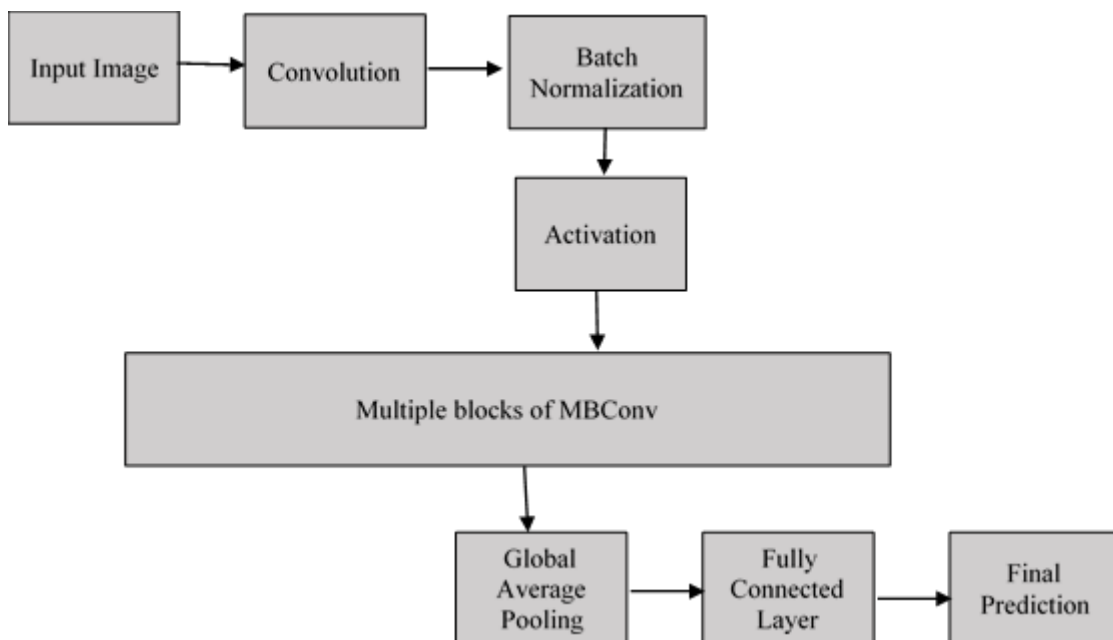 Input Image
Convolution
Batch
Normalization
Activation
Multiple blocks of MBConv
Global
Average
Pooling
Fully
Connected
Layer
Final
Prediction